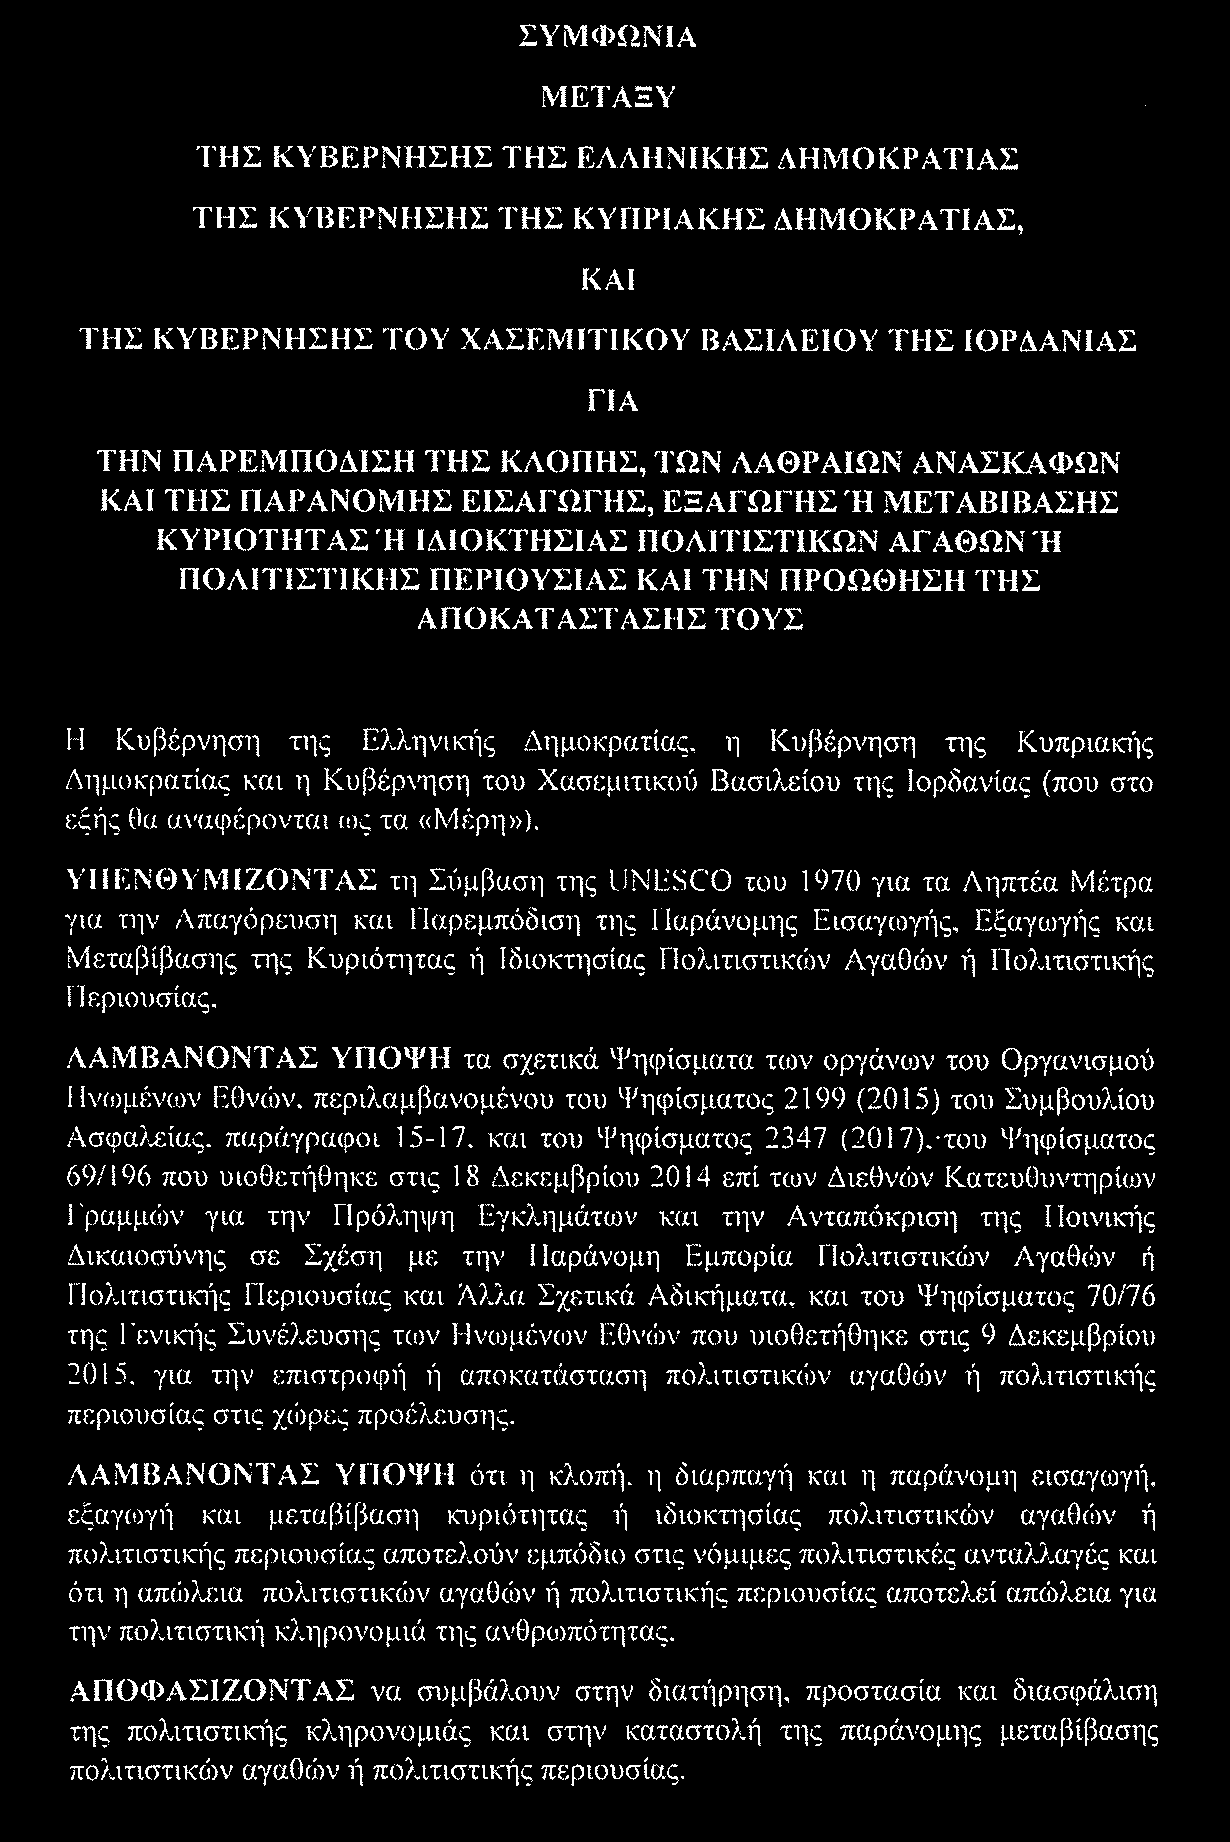 ΣΥΜΦΩΝΙΑ
ΜΕΤΑΞΥ
ΤΗΣ ΚΥΒΕΡΝΗΣΗΣ ΤΗΣ ΕΛΛΗΝΙΚΗΣ ΔΗΜΟΚΡΑΤΙΑΣ
ΤΗΣ ΚΥΒΕΡΝΗΣΗΣ ΤΗΣ ΚΥΠΡΙΑΚΗΣ ΔΗΜΟΚΡΑΤΙΑΣ,
ΚΑΙ
ΤΗΣ ΚΥΒΕΡΝΗΣΗΣ ΤΟΥ ΧΑΣΕΜΙΤΙΚΟΥ ΒΑΣΙΛΕΙΟΥ ΤΗΣ ΙΟΡΔΑΝΙΑΣ
ΓΙΑ
ΤΗΝ ΠΑΡΕΜΠΟΔΙΣΗ ΤΗΣ ΚΛΟΠΗΣ, ΤΩΝ ΛΑΘΡΑΙΩΝ ΑΝΑΣΚΑΦΩΝ
ΚΑΙ ΤΗΣ ΠΑΡΑΝΟΜΗΣ ΕΙΣΑΓΩΓΗΣ, ΕΞΑΓΩΓΗΣ Ή ΜΕΤΑΒΙΒΑΣΗΣ
ΚΥΡΙΟΤΗΤΑΣ Ή ΙΔΙΟΚΤΗΣΙΑΣ ΠΟΛΙΤΙΣΤΙΚΩΝ ΑΓΑΘΩΝ Ή
ΠΟΛΙΤΙΣΤΙΚΗΣ ΠΕΡΙΟΥΣΙΑΣ ΚΑΙ ΤΗΝ ΠΡΟΩΘΗΣΗ ΤΗΣ
ΑΠΟΚΑΤΑΣΤΑΣΗΣ ΤΟΥΣ
Η Κυβέρνηση της Ελληνικής Δημοκρατίας, η Κυβέρνηση της Κυπριακής
Δημοκρατίας και η Κυβέρνηση του Χασεμιτικού Βασιλείου της Ιορδανίας (που στο
εξής θα αναφέρονται ως τα «Μέρη»),
ΥΠΕΝΘΥΜΙΖΟΝΤΑΣ τη Σύμβαση της UNESCO του 1970 για τα Ληπτέα Μέτρα
για την Απαγόρευση και Παρεμπόδιση της Παράνομης Εισαγωγής, Εξαγωγής και
Μεταβίβασης της Κυριότητας ή Ιδιοκτησίας Πολιτιστικών Αγαθών ή Πολιτιστικής
Περιουσίας,
ΛΑΜΒΑΝΟΝΤΑΣ ΥΠΟΨΗ τα σχετικά Ψηφίσματα των οργάνων του Οργανισμού
Ηνωμένων Εθνών, περιλαμβανομένου του Ψηφίσματος 2199 (2015) του Συμβουλίου
Ασφαλείας, παράγραφοι 15-17, και του Ψηφίσματος 2347 (2017), του Ψηφίσματος
69/196 που υιοθετήθηκε στις 18 Δεκεμβρίου 2014 επί των Διεθνών Κατευθυντηρίων
Γραμμών για την Πρόληψη Εγκλημάτων και την Ανταπόκριση της Ποινικής
Δικαιοσύνης σε Σχέση με την Παράνομη Εμπορία Πολιτιστικών Αγαθών ή
Πολιτιστικής Περιουσίας και Άλλα Σχετικά Αδικήματα, και του Ψηφίσματος 70/76
της Γενικής Συνέλευσης των Ηνωμένων Εθνών που υιοθετήθηκε στις 9 Δεκεμβρίου
2015, για την επιστροφή ή αποκατάσταση πολιτιστικών αγαθών ή πολιτιστικής
περιουσίας στις χώρες προέλευσης,
ΛΑΜΒΑΝΟΝΤΑΣ ΥΠΟΨΗ ότι η κλοπή, η διαρπαγή και η παράνομη εισαγωγή,
εξαγωγή και μεταβίβαση κυριότητας ή ιδιοκτησίας πολιτιστικών αγαθών ή
πολιτιστικής περιουσίας αποτελούν εμπόδιο στις νόμιμες πολιτιστικές ανταλλαγές και
ότι η απώλεια πολιτιστικών αγαθών ή πολιτιστικής περιουσίας αποτελεί απώλεια για
την πολιτιστική κληρονομιά της ανθρωπότητας,
ΑΠΟΦΑΣΙΖΟΝΤΑΣ να συμβάλουν στην διατήρηση, προστασία και διασφάλιση
της πολιτιστικής κληρονομιάς και στην καταστολή της παράνομης μεταβίβασης
πολιτιστικών αγαθών ή πολιτιστικής περιουσίας,